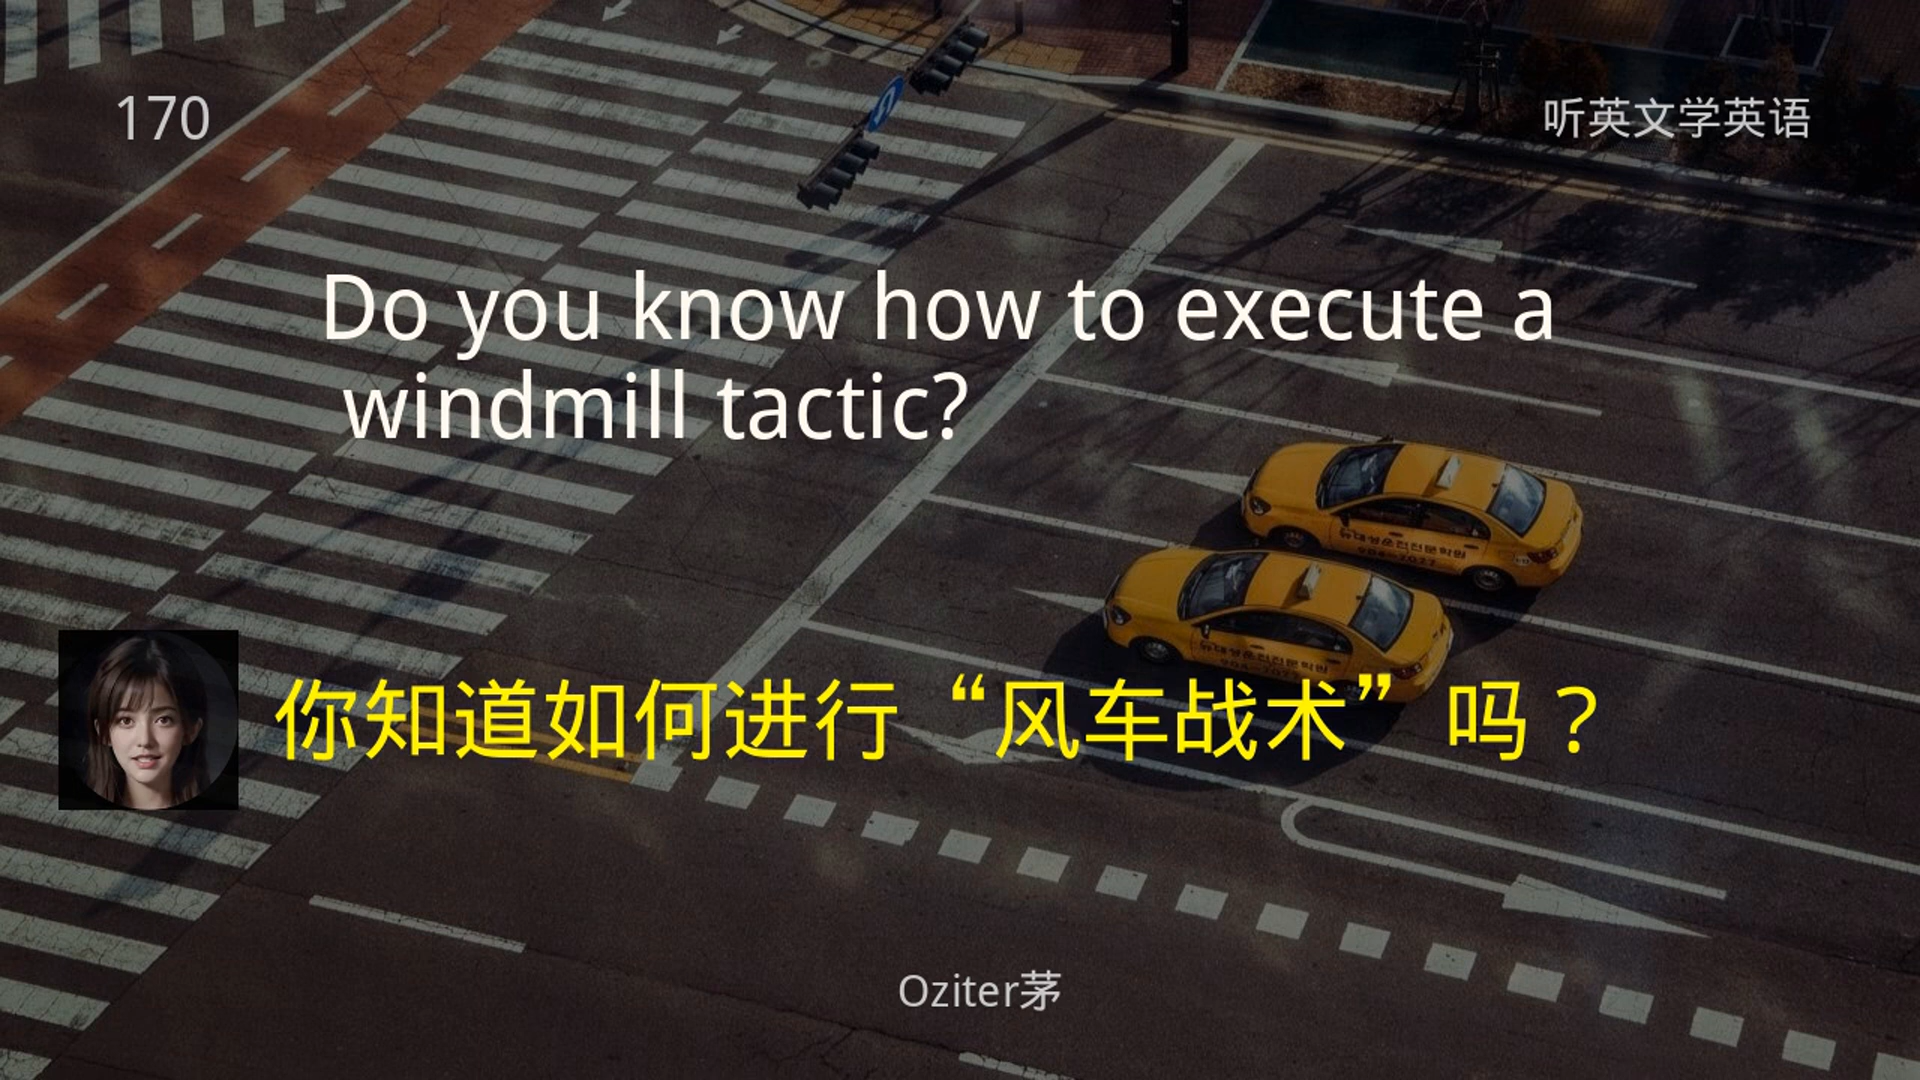 170
听英文学英语
Do you know how to execute a
windmill tactic?
你知道如何进行“风车战术”吗？
Oziter茅